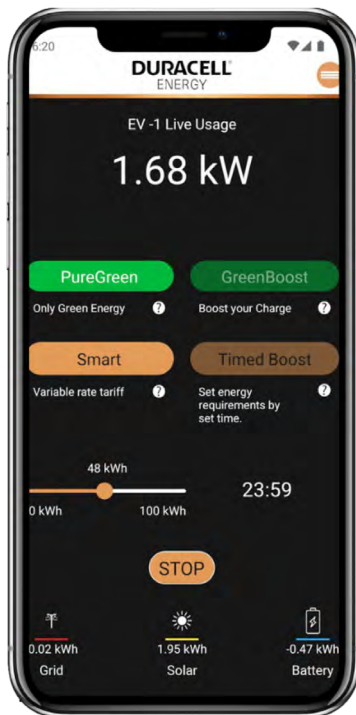 6:20
DURACELL
ENERGY
EV -1 Live Usage
1.68 kW
PureGreen
GreenBoost
Only Green Energy ?
Boost your Charge ?
Smart
Timed Boost
Variable rate tariff ?
Set energy ?
requirements by
set time.
48 kWh
23:59
0 kWh
100 kWh
STOP
0.02 kWh
1.95 kWh
-0.47 kWh
Grid
Solar
Battery